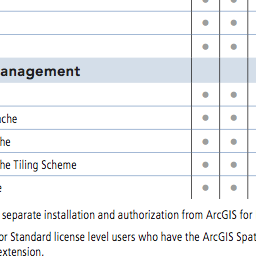 anagement
che
he
he Tiling Scheme
separate installation and authorization from ArcGIS for
or Standard license level users who have the ArcGIS Spat
extension.